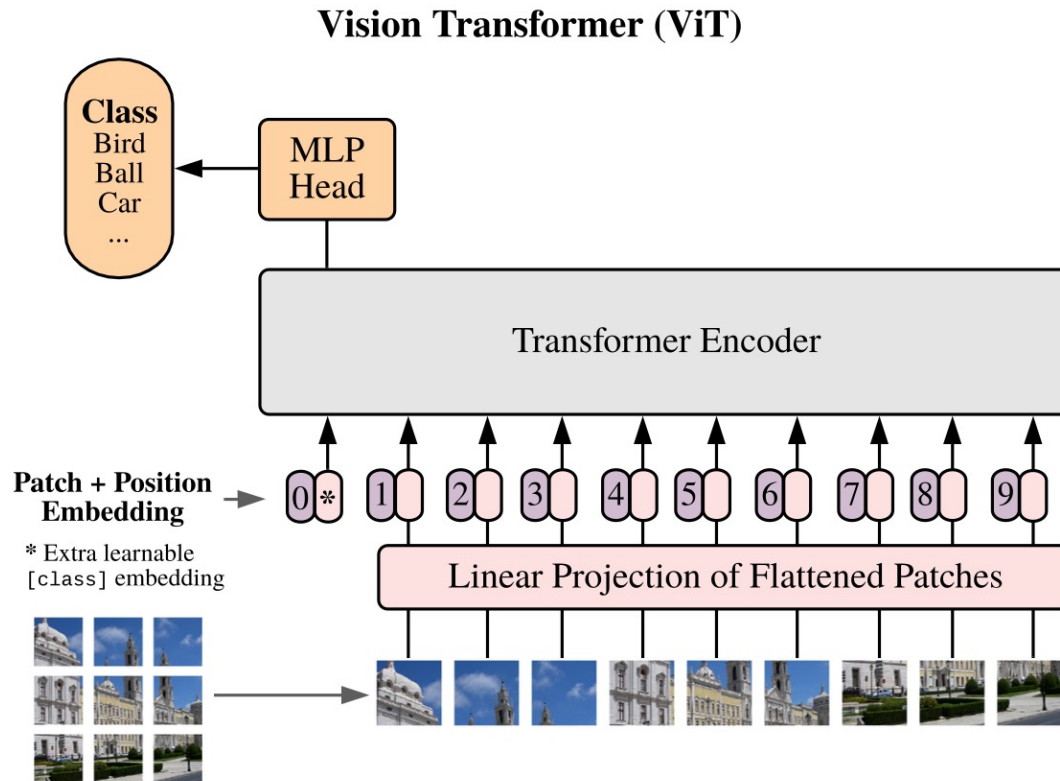 Vision Transformer (ViT)
Class
Bird
Ball
Car
...
MLP
Head
Transformer Encoder
Patch + Position
Embedding
0 * 1 2 3 4 5 6 7 8 9
* Extra learnable
[class] embedding
Linear Projection of Flattened Patches